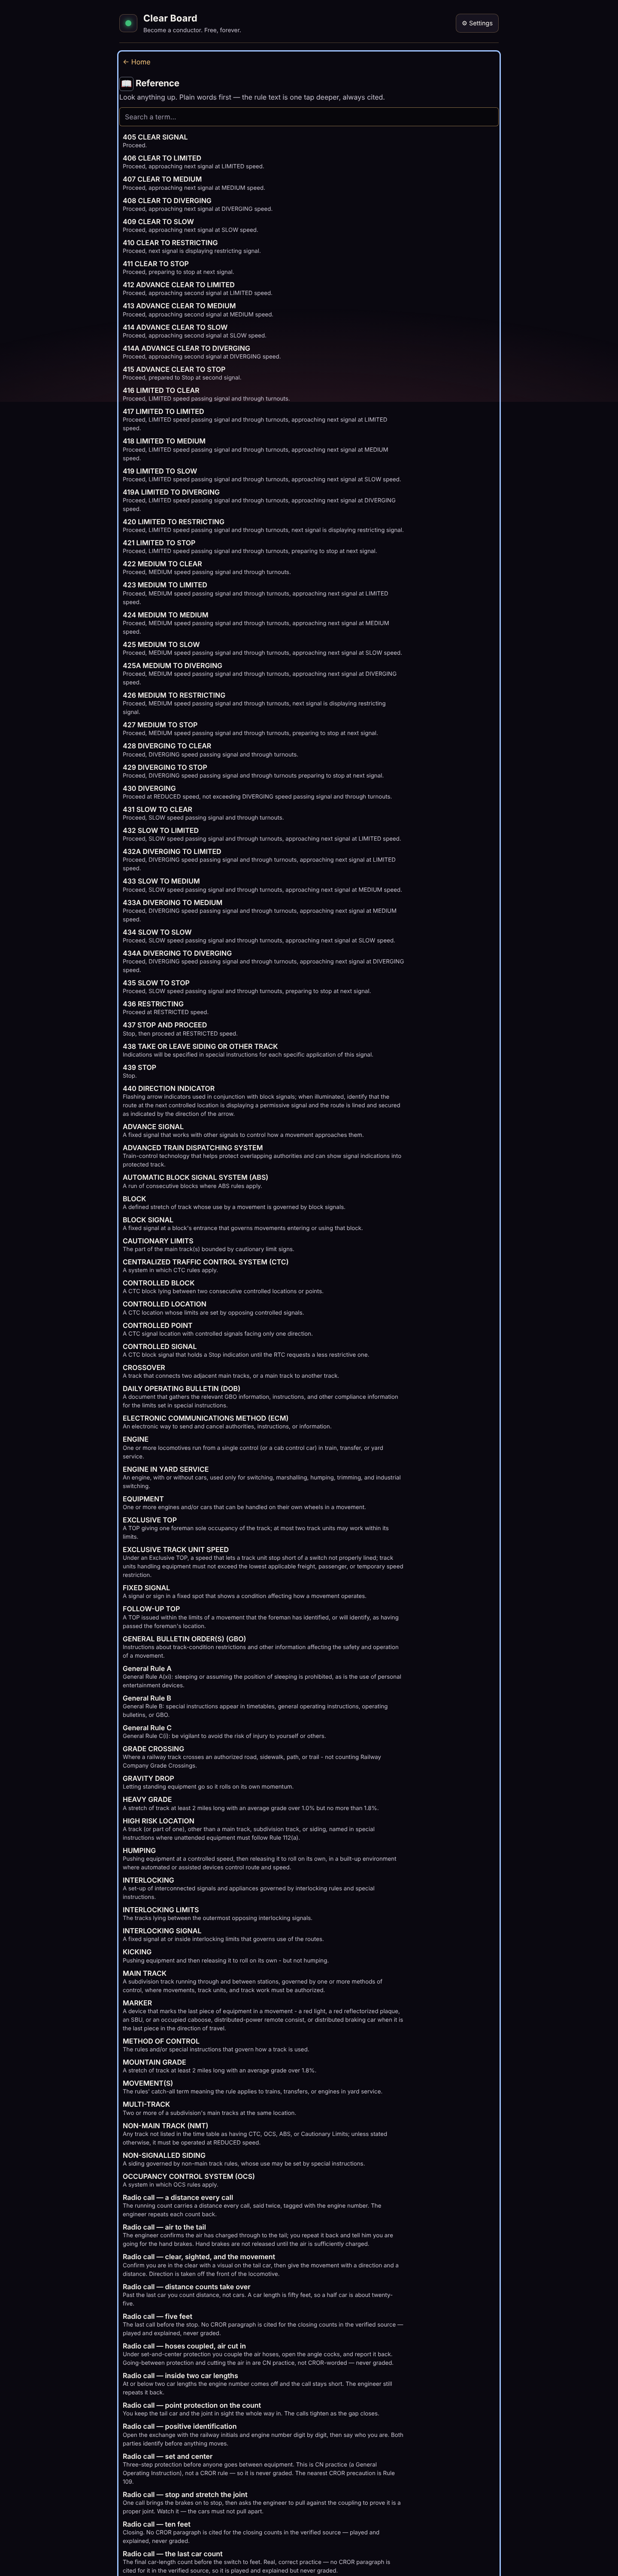 Clear Board
Become a conductor. Free, forever.
⚙ Settings
← Home
📖 Reference
Look anything up. Plain words first — the rule text is one tap deeper, always cited.
Search a term…
405 CLEAR SIGNAL
Proceed.
406 CLEAR TO LIMITED
Proceed, approaching next signal at LIMITED speed.
407 CLEAR TO MEDIUM
Proceed, approaching next signal at MEDIUM speed.
408 CLEAR TO DIVERGING
Proceed, approaching next signal at DIVERGING speed.
409 CLEAR TO SLOW
Proceed, approaching next signal at SLOW speed.
410 CLEAR TO RESTRICTING
Proceed, next signal is displaying restricting signal.
411 CLEAR TO STOP
Proceed, preparing to stop at next signal.
412 ADVANCE CLEAR TO LIMITED
Proceed, approaching second signal at LIMITED speed.
413 ADVANCE CLEAR TO MEDIUM
Proceed, approaching second signal at MEDIUM speed.
414 ADVANCE CLEAR TO SLOW
Proceed, approaching second signal at SLOW speed.
414A ADVANCE CLEAR TO DIVERGING
Proceed, approaching second signal at DIVERGING speed.
415 ADVANCE CLEAR TO STOP
Proceed, prepared to Stop at second signal.
416 LIMITED TO CLEAR
Proceed, LIMITED speed passing signal and through turnouts.
417 LIMITED TO LIMITED
Proceed, LIMITED speed passing signal and through turnouts, approaching next signal at LIMITED
speed.
418 LIMITED TO MEDIUM
Proceed, LIMITED speed passing signal and through turnouts, approaching next signal at MEDIUM
speed.
419 LIMITED TO SLOW
Proceed, LIMITED speed passing signal and through turnouts, approaching next signal at SLOW speed.
419A LIMITED TO DIVERGING
Proceed, LIMITED speed passing signal and through turnouts, approaching next signal at DIVERGING
speed.
420 LIMITED TO RESTRICTING
Proceed, LIMITED speed passing signal and through turnouts, next signal is displaying restricting signal.
421 LIMITED TO STOP
Proceed, LIMITED speed passing signal and through turnouts, preparing to stop at next signal.
422 MEDIUM TO CLEAR
Proceed, MEDIUM speed passing signal and through turnouts.
423 MEDIUM TO LIMITED
Proceed, MEDIUM speed passing signal and through turnouts, approaching next signal at LIMITED
speed.
424 MEDIUM TO MEDIUM
Proceed, MEDIUM speed passing signal and through turnouts, approaching next signal at MEDIUM
speed.
425 MEDIUM TO SLOW
Proceed, MEDIUM speed passing signal and through turnouts, approaching next signal at SLOW speed.
425A MEDIUM TO DIVERGING
Proceed, MEDIUM speed passing signal and through turnouts, approaching next signal at DIVERGING
speed.
426 MEDIUM TO RESTRICTING
Proceed, MEDIUM speed passing signal and through turnouts, next signal is displaying restricting
signal.
427 MEDIUM TO STOP
Proceed, MEDIUM speed passing signal and through turnouts, preparing to stop at next signal.
428 DIVERGING TO CLEAR
Proceed, DIVERGING speed passing signal and through turnouts.
429 DIVERGING TO STOP
Proceed, DIVERGING speed passing signal and through turnouts preparing to stop at next signal.
430 DIVERGING
Proceed at REDUCED speed, not exceeding DIVERGING speed passing signal and through turnouts.
431 SLOW TO CLEAR
Proceed, SLOW speed passing signal and through turnouts.
432 SLOW TO LIMITED
Proceed, SLOW speed passing signal and through turnouts, approaching next signal at LIMITED speed.
432A DIVERGING TO LIMITED
Proceed, DIVERGING speed passing signal and through turnouts, approaching next signal at LIMITED
speed.
433 SLOW TO MEDIUM
Proceed, SLOW speed passing signal and through turnouts, approaching next signal at MEDIUM speed.
433A DIVERGING TO MEDIUM
Proceed, DIVERGING speed passing signal and through turnouts, approaching next signal at MEDIUM
speed.
434 SLOW TO SLOW
Proceed, SLOW speed passing signal and through turnouts, approaching next signal at SLOW speed.
434A DIVERGING TO DIVERGING
Proceed, DIVERGING speed passing signal and through turnouts, approaching next signal at DIVERGING
speed.
435 SLOW TO STOP
Proceed, SLOW speed passing signal and through turnouts, preparing to stop at next signal.
436 RESTRICTING
Proceed at RESTRICTED speed.
437 STOP AND PROCEED
Stop, then proceed at RESTRICTED speed.
438 TAKE OR LEAVE SIDING OR OTHER TRACK
Indications will be specified in special instructions for each specific application of this signal.
439 STOP
Stop.
440 DIRECTION INDICATOR
Flashing arrow indicators used in conjunction with block signals; when illuminated, identify that the
route at the next controlled location is displaying a permissive signal and the route is lined and secured
as indicated by the direction of the arrow.
ADVANCE SIGNAL
A fixed signal that works with other signals to control how a movement approaches them.
ADVANCED TRAIN DISPATCHING SYSTEM
Train-control technology that helps protect overlapping authorities and can show signal indications into
protected track.
AUTOMATIC BLOCK SIGNAL SYSTEM (ABS)
A run of consecutive blocks where ABS rules apply.
BLOCK
A defined stretch of track whose use by a movement is governed by block signals.
BLOCK SIGNAL
A fixed signal at a block's entrance that governs movements entering or using that block.
CAUTIONARY LIMITS
The part of the main track(s) bounded by cautionary limit signs.
CENTRALIZED TRAFFIC CONTROL SYSTEM (CTC)
A system in which CTC rules apply.
CONTROLLED BLOCK
A CTC block lying between two consecutive controlled locations or points.
CONTROLLED LOCATION
A CTC location whose limits are set by opposing controlled signals.
CONTROLLED POINT
A CTC signal location with controlled signals facing only one direction.
CONTROLLED SIGNAL
A CTC block signal that holds a Stop indication until the RTC requests a less restrictive one.
CROSSOVER
A track that connects two adjacent main tracks, or a main track to another track.
DAILY OPERATING BULLETIN (DOB)
A document that gathers the relevant GBO information, instructions, and other compliance information
for the limits set in special instructions.
ELECTRONIC COMMUNICATIONS METHOD (ECM)
An electronic way to send and cancel authorities, instructions, or information.
ENGINE
One or more locomotives run from a single control (or a cab control car) in train, transfer, or yard
service.
ENGINE IN YARD SERVICE
An engine, with or without cars, used only for switching, marshalling, humping, trimming, and industrial
switching.
EQUIPMENT
One or more engines and/or cars that can be handled on their own wheels in a movement.
EXCLUSIVE TOP
A TOP giving one foreman sole occupancy of the track; at most two track units may work within its
limits.
EXCLUSIVE TRACK UNIT SPEED
Under an Exclusive TOP, a speed that lets a track unit stop short of a switch not properly lined; track
units handling equipment must not exceed the lowest applicable freight, passenger, or temporary speed
restriction.
FIXED SIGNAL
A signal or sign in a fixed spot that shows a condition affecting how a movement operates.
FOLLOW-UP TOP
A TOP issued within the limits of a movement that the foreman has identified, or will identify, as having
passed the foreman's location.
GENERAL BULLETIN ORDER(S) (GBO)
Instructions about track-condition restrictions and other information affecting the safety and operation
of a movement.
General Rule A
General Rule A(xi): sleeping or assuming the position of sleeping is prohibited, as is the use of personal
entertainment devices.
General Rule B
General Rule B: special instructions appear in timetables, general operating instructions, operating
bulletins, or GBO.
General Rule C
General Rule C(i): be vigilant to avoid the risk of injury to yourself or others.
GRADE CROSSING
Where a railway track crosses an authorized road, sidewalk, path, or trail - not counting Railway
Company Grade Crossings.
GRAVITY DROP
Letting standing equipment go so it rolls on its own momentum.
HEAVY GRADE
A stretch of track at least 2 miles long with an average grade over 1.0% but no more than 1.8%.
HIGH RISK LOCATION
A track (or part of one), other than a main track, subdivision track, or siding, named in special
instructions where unattended equipment must follow Rule 112(a).
HUMPING
Pushing equipment at a controlled speed, then releasing it to roll on its own, in a built-up environment
where automated or assisted devices control route and speed.
INTERLOCKING
A set-up of interconnected signals and appliances governed by interlocking rules and special
instructions.
INTERLOCKING LIMITS
The tracks lying between the outermost opposing interlocking signals.
INTERLOCKING SIGNAL
A fixed signal at or inside interlocking limits that governs use of the routes.
KICKING
Pushing equipment and then releasing it to roll on its own - but not humping.
MAIN TRACK
A subdivision track running through and between stations, governed by one or more methods of
control, where movements, track units, and track work must be authorized.
MARKER
A device that marks the last piece of equipment in a movement - a red light, a red reflectorized plaque,
an SBU, or an occupied caboose, distributed-power remote consist, or distributed braking car when it is
the last piece in the direction of travel.
METHOD OF CONTROL
The rules and/or special instructions that govern how a track is used.
MOUNTAIN GRADE
A stretch of track at least 2 miles long with an average grade over 1.8%.
MOVEMENT(S)
The rules' catch-all term meaning the rule applies to trains, transfers, or engines in yard service.
MULTI-TRACK
Two or more of a subdivision's main tracks at the same location.
NON-MAIN TRACK (NMT)
Any track not listed in the time table as having CTC, OCS, ABS, or Cautionary Limits; unless stated
otherwise, it must be operated at REDUCED speed.
NON-SIGNALLED SIDING
A siding governed by non-main track rules, whose use may be set by special instructions.
OCCUPANCY CONTROL SYSTEM (OCS)
A system in which OCS rules apply.
Radio call — a distance every call
The running count carries a distance every call, said twice, tagged with the engine number. The
engineer repeats each count back.
Radio call — air to the tail
The engineer confirms the air has charged through to the tail; you repeat it back and tell him you are
going for the hand brakes. Hand brakes are not released until the air is sufficiently charged.
Radio call — clear, sighted, and the movement
Confirm you are in the clear with a visual on the tail car, then give the movement with a direction and a
distance. Direction is taken off the front of the locomotive.
Radio call — distance counts take over
Past the last car you count distance, not cars. A car length is fifty feet, so a half car is about twenty-
five.
Radio call — five feet
The last call before the stop. No CROR paragraph is cited for the closing counts in the verified source —
played and explained, never graded.
Radio call — hoses coupled, air cut in
Under set-and-center protection you couple the air hoses, open the angle cocks, and report it back.
Going-between protection and cutting the air in are CN practice, not CROR-worded — never graded.
Radio call — inside two car lengths
At or below two car lengths the engine number comes off and the call stays short. The engineer still
repeats it back.
Radio call — point protection on the count
You keep the tail car and the joint in sight the whole way in. The calls tighten as the gap closes.
Radio call — positive identification
Open the exchange with the railway initials and engine number digit by digit, then say who you are. Both
parties identify before anything moves.
Radio call — set and center
Three-step protection before anyone goes between equipment. This is CN practice (a General
Operating Instruction), not a CROR rule — so it is never graded. The nearest CROR precaution is Rule
109.
Radio call — stop and stretch the joint
One call brings the brakes on to stop, then asks the engineer to pull against the coupling to prove it is a
proper joint. Watch it — the cars must not pull apart.
Radio call — ten feet
Closing. No CROR paragraph is cited for the closing counts in the verified source — played and
explained, never graded.
Radio call — the last car count
The final car-length count before the switch to feet. Real, correct practice — no CROR paragraph is
cited for it in the verified source, so it is played and explained but never graded.